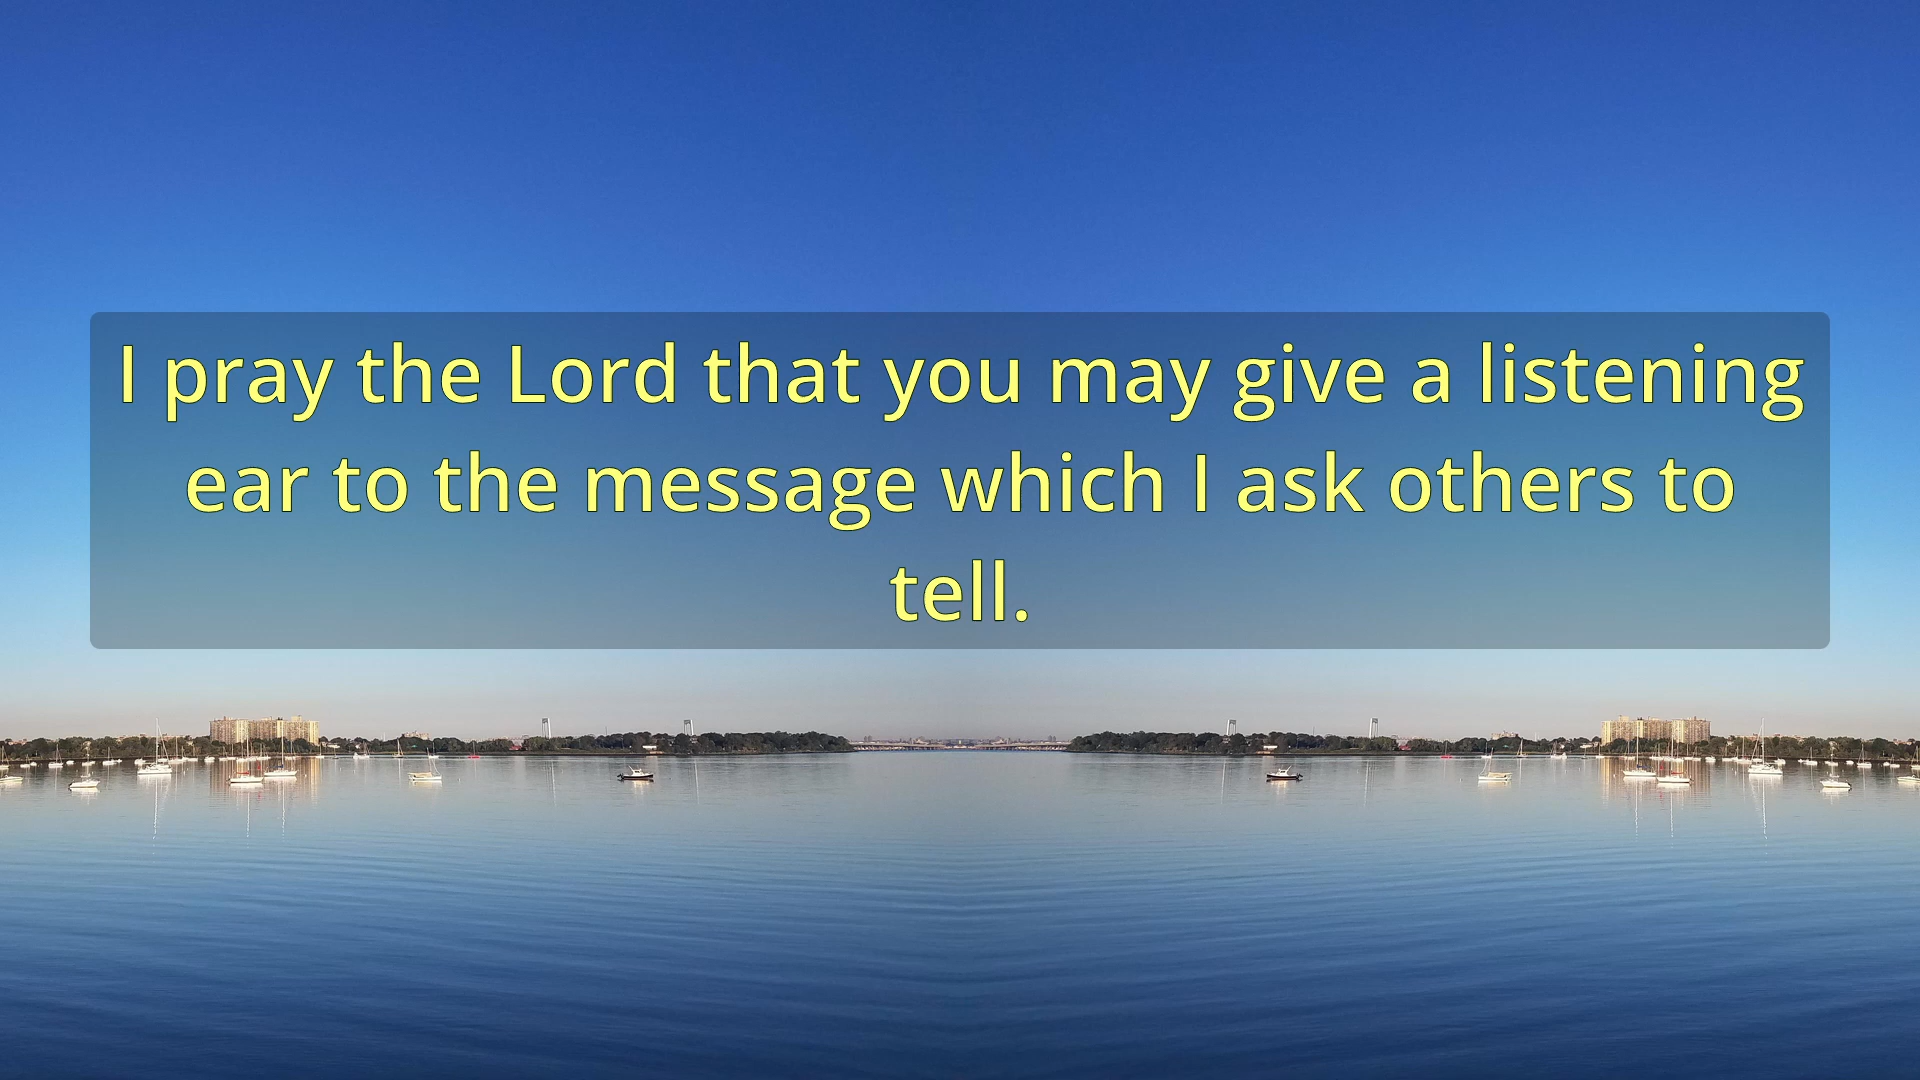 I pray the Lord that you may give a listening
ear to the message which I ask others to
tell.